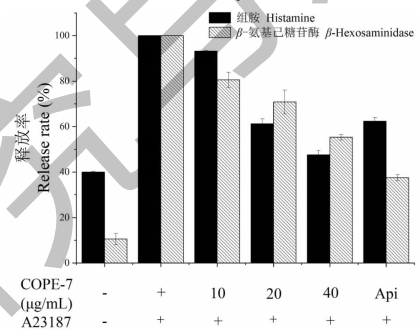 组胺 Histamine
β-氨基己糖苷酶 β-Hexosaminidase
释放率
Release rate (%)
100
80
60
40
20
0
COPE-7
(μg/mL)
- + 10 20 40 Api
A23187
- + + + + +